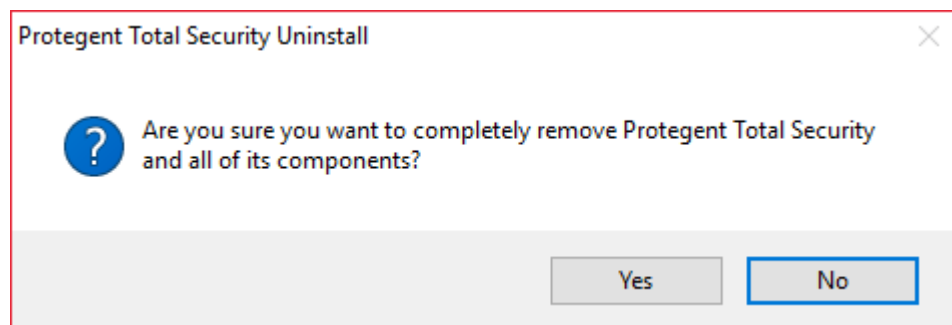 Protegent Total Security Uninstall
Are you sure you want to completely remove Protegent Total Security
and all of its components?
Yes
No